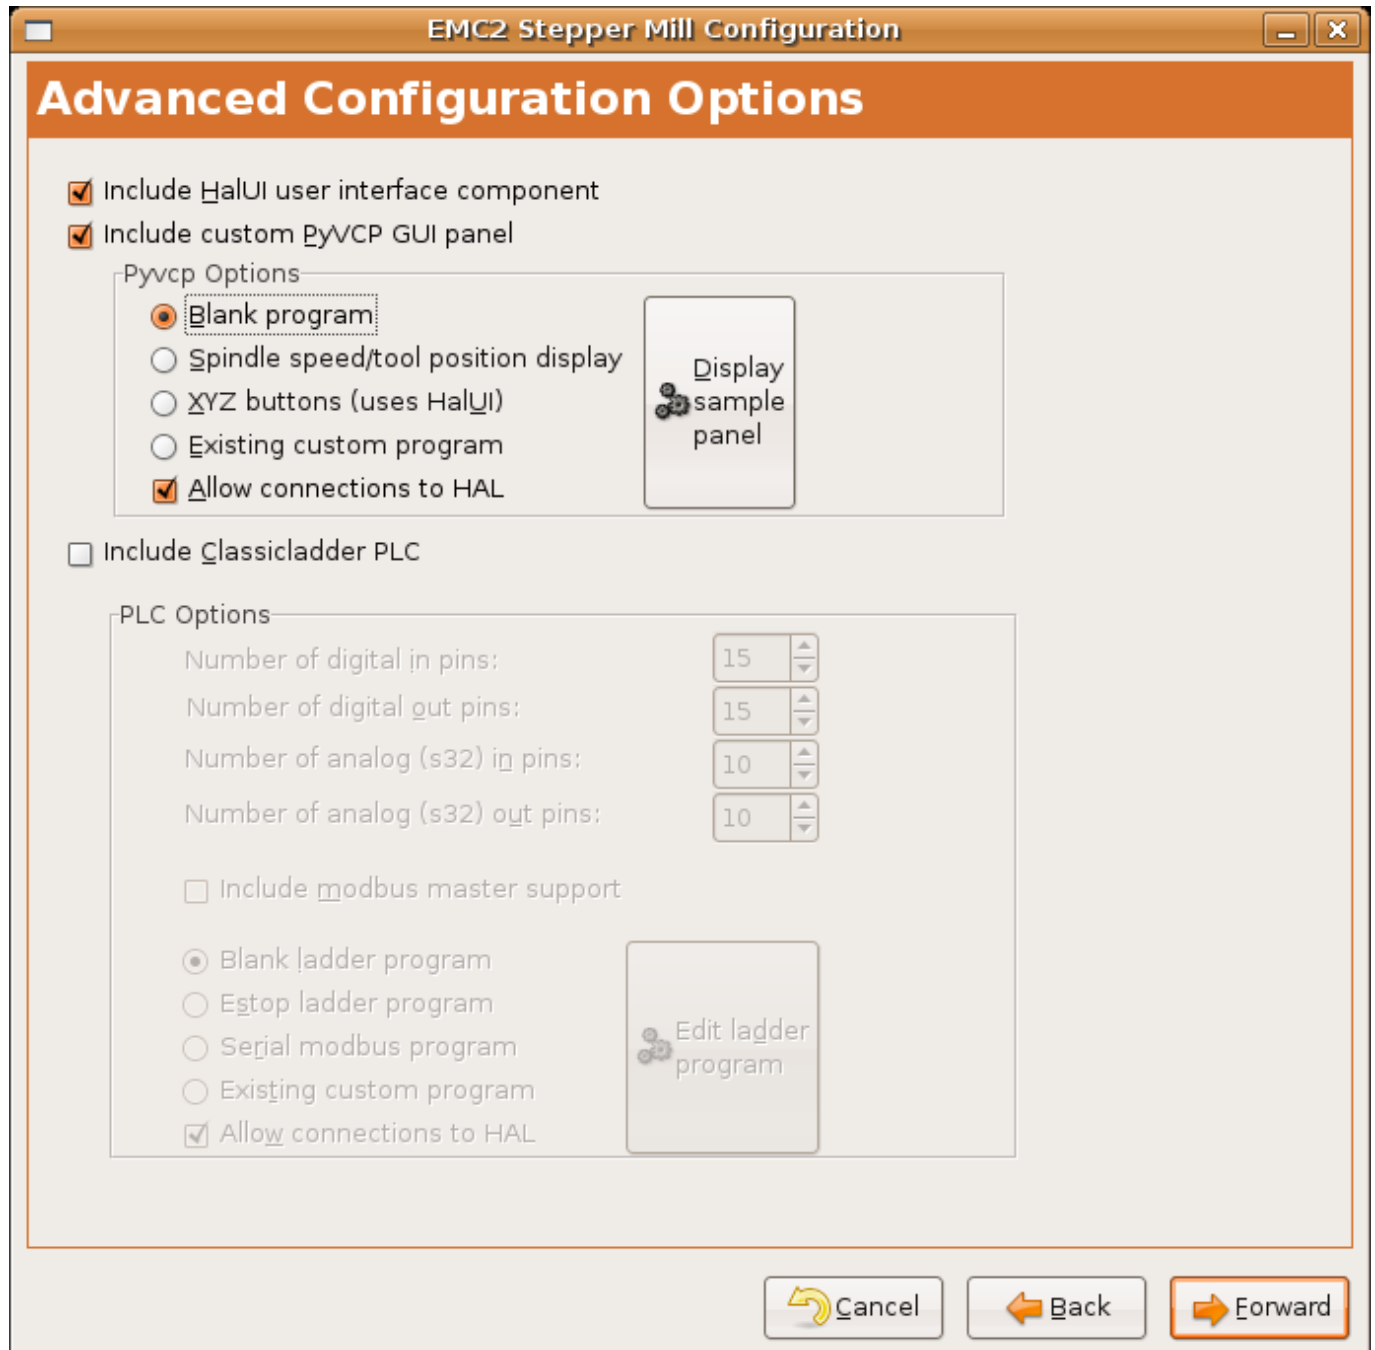 EMC2 Stepper Mill Configuration
Advanced Configuration Options
Include HalUI user interface component
Include custom PyVCP GUI panel
Pyvcp Options
Blank program
Spindle speed/tool position display
XYZ buttons (uses HalUI)
Existing custom program
Allow connections to HAL
Display
sample
panel
Include Classicladder PLC
PLC Options
Number of digital in pins: 15
Number of digital out pins: 15
Number of analog (s32) in pins: 10
Number of analog (s32) out pins: 10
Include modbus master support
Blank ladder program
Estop ladder program
Serial modbus program
Existing custom program
Allow connections to HAL
Edit ladder
program
Cancel Back Forward